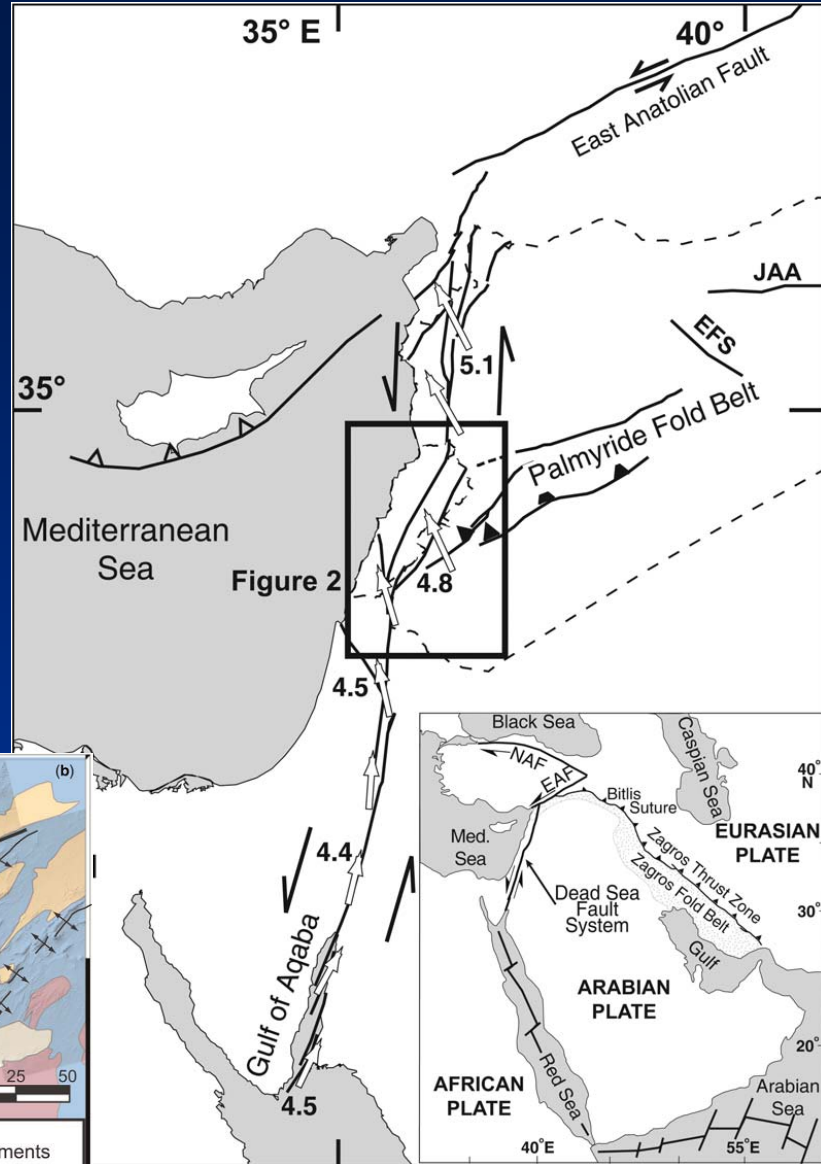 35° E
40°
East Anatolian Fault
JAA
EFS
35°
5.1
Palmyride Fold Belt
Mediterranean
Sea
Figure 2
4.8
4.5
4.4
Gulf of Aqaba
4.5
Black Sea
Caspian Sea
NAF
EAF
40°
N
Bitlis
Suture
EURASIAN
PLATE
Med.
Sea
Zagros Thrust Zone
Zagros Fold Belt
Dead Sea
Fault
System
30°
Gulf
ARABIAN
PLATE
20°
Red Sea
AFRICAN
PLATE
Arabian
Sea
40°E
55°
(b)
25 50
ments